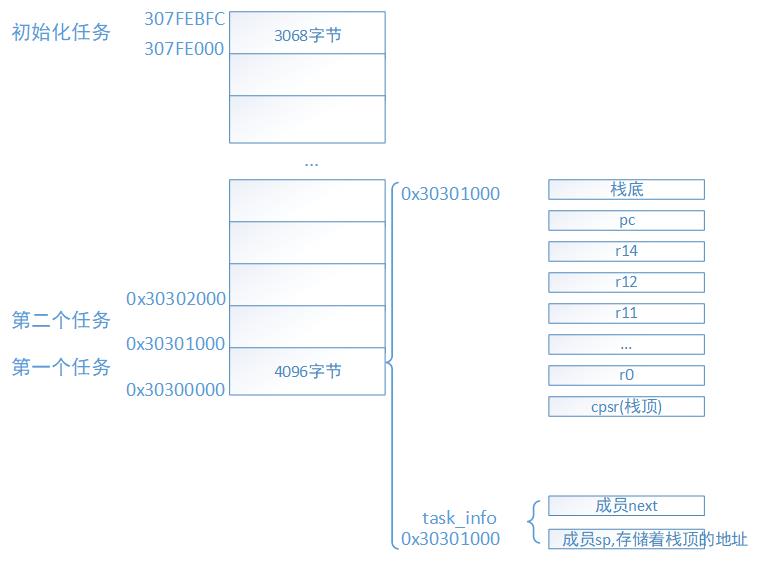 初始化任务
307FEBFC
3068字节
307FE000
...
0x30302000
第二个任务
0x30301000
第一个任务
4096字节
0x30300000
0x30301000
栈底
pc
r14
r12
r11
...
r0
cpsr(栈顶)
task_info
0x30301000
成员next
成员sp,存储着栈顶的地址